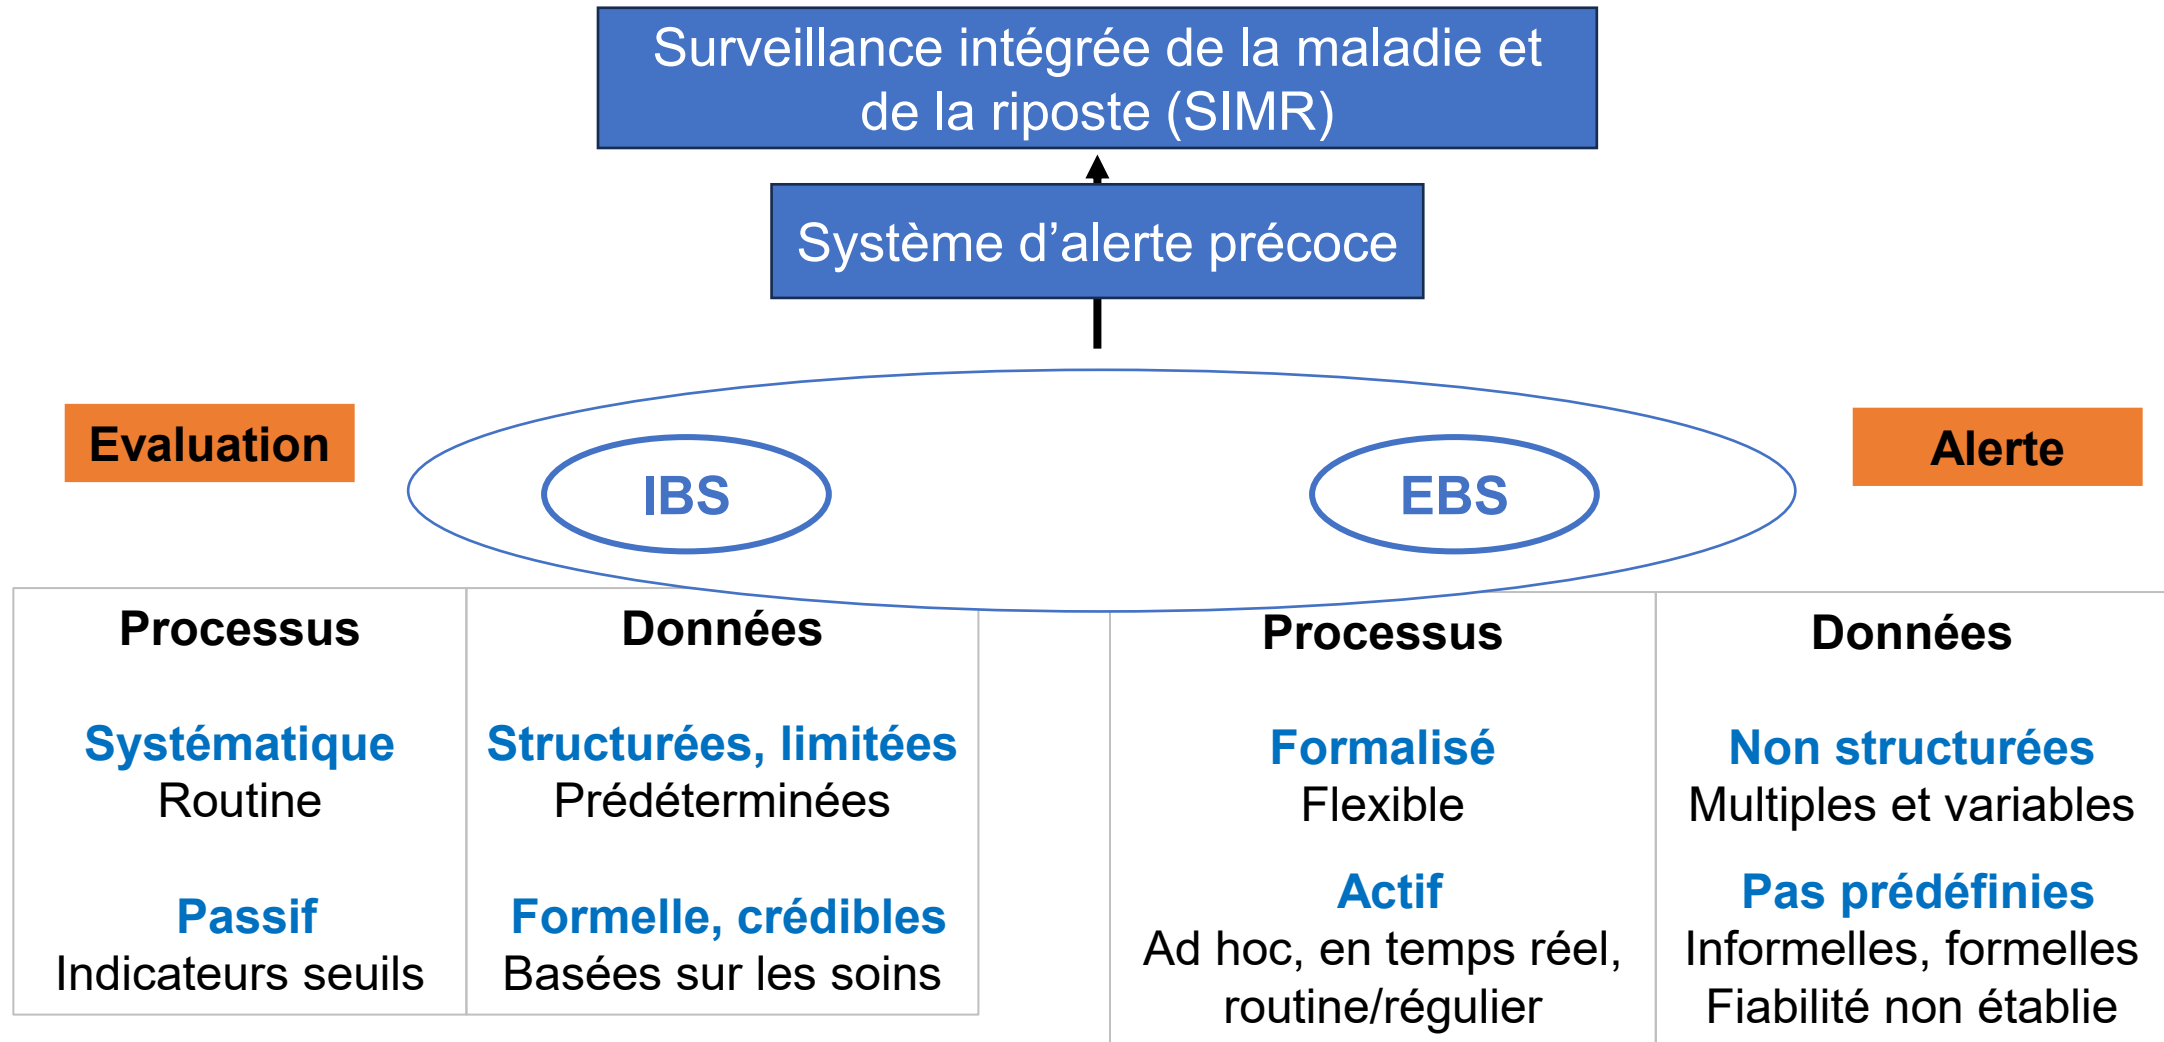 Surveillance intégrée de la maladie et
de la riposte (SIMR)
Système d’alerte précoce
Evaluation
IBS
EBS
Alerte
Processus
Systématique
Routine
Passif
Indicateurs seuils
Données
Structurées, limitées
Prédéterminées
Formelle, crédibles
Basées sur les soins
Processus
Formalisé
Flexible
Actif
Ad hoc, en temps réel,
routine/régulier
Données
Non structurées
Multiples et variables
Pas prédéfinies
Informelles, formelles
Fiabilité non établie